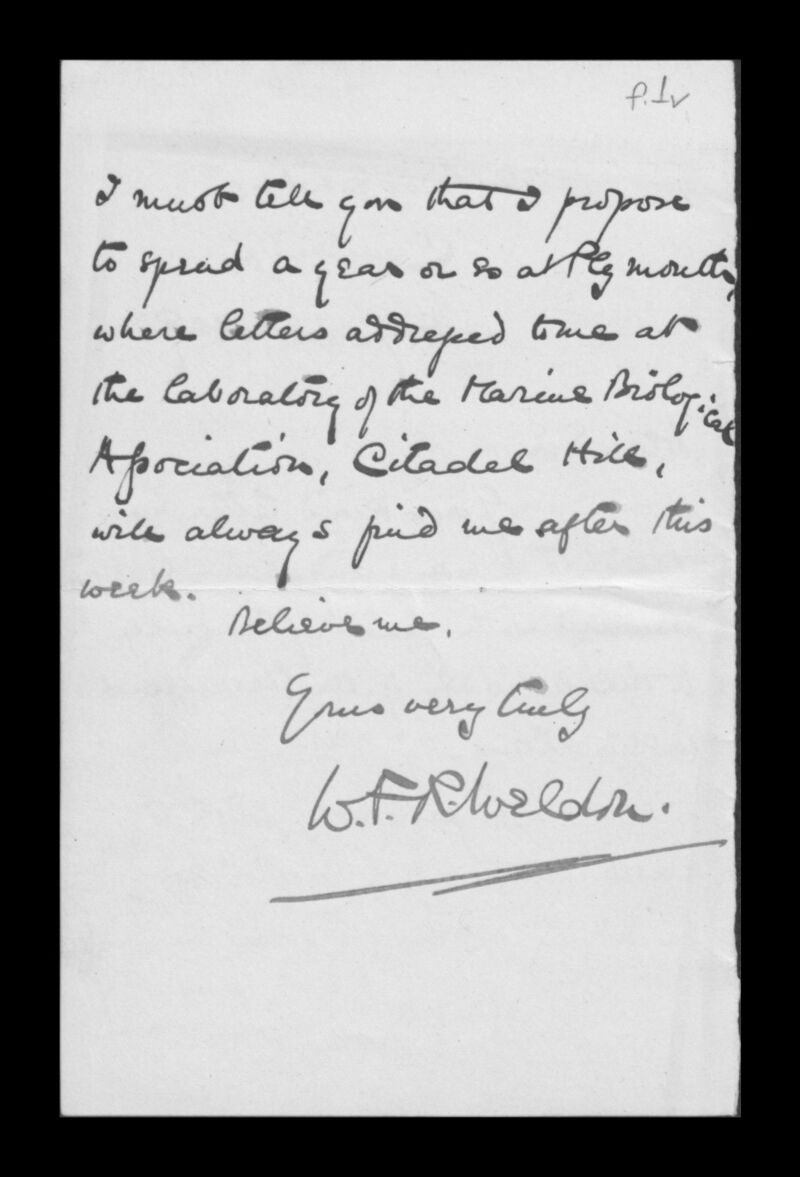 f.1v
I must tell you that I propose
to spend a year or so at Plymouth,
where letters addressed to me at
the laboratory of the Marine Biological
Association, Citadel Hill,
will always find me after this
week.
Believe me,
Yours very truly
W.F.R. Weldon.